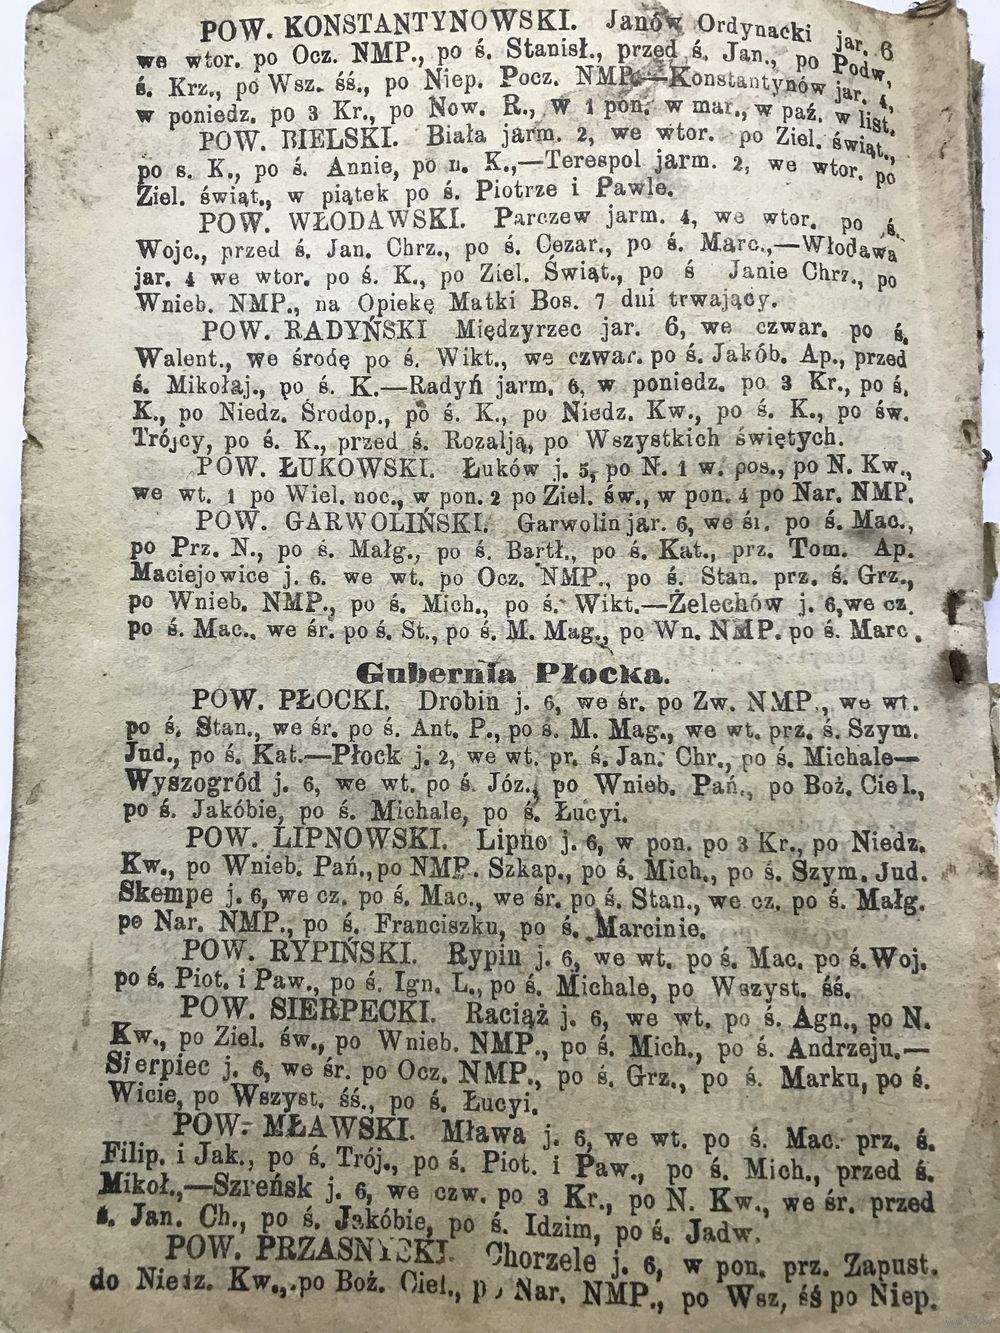 POW. KONSTANTYNOWSKI. Janów Ordynacki jar. 6
we wtor. po Ocz. NMP., po ś. Stanisł., przed ś. Jan., po Podw,
ś. Krz., po Wsz. śś., po Niep. Pocz. NMP.—Konstantynów jar. 4,
w poniedz. po 3 Kr., po Now. R., w 1 pon. w mar., w paź. w list.
POW. BIELSKI. Biała jarm. 2, we wtor. po Ziel. świąt.,
po s. K., po ś. Annie, po n. K.,—Terespol jarm. 2, we wtor. po
Ziel. świąt., w piątek po ś. Piotrze i Pawle.
POW. WŁODAWSKI. Parczew jarm. 4, we wtor. po ś.
Wojc., przed ś. Jan. Chrz., po ś. Cezar., po ś. Marc.,—Włodawa
jar. 4 we wtor. po ś. K., po Ziel. Świąt., po ś Janie Chrz., po
Wnieb. NMP., na Opiekę Matki Bos. 7 dni trwający.
POW. RADYŃSKI Międzyrzec jar. 6, we czwar. po ś.
Walent., we środę po ś. Wikt., we czwar. po ś. Jakób. Ap., przed
ś. Mikołaj., po ś. K.—Radyń jarm. 6, w poniedz. po 3 Kr., po ś.
K., po Niedz. Środop., po ś. K., po Niedz. Kw., po ś. K., po św.
Trójcy, po ś. K., przed ś. Rozalją, po Wszystkich świętych.
POW. ŁUKOWSKI. Łuków j. 5, po N. 1 w. pos., po N. Kw.,
we wt. 1 po Wiel. noc., w pon. 2 po Ziel. św., w pon. 4 po Nar. NMP.
POW. GARWOLIŃSKI. Garwolin jar. 6, we śr. po ś. Mac.,
po Prz. N., po ś. Małg., po ś. Bartł., po ś. Kat., prz. Tom. Ap.
Maciejowice j. 6. we wt. po Ocz. NMP., po ś. Stan. prz. ś. Grz.,
po Wnieb. NMP., po ś. Mich., po ś. Wikt.—Żelechów j. 6, we cz.
po ś. Mac., we śr. po ś. St., po ś. M. Mag., po Wn. NMP. po ś. Marc.
Gubernia Płocka.
POW. PŁOCKI. Drobin j. 6, we śr. po Zw. NMP., we wt.
po ś. Stan., we śr. po ś. Ant. P., po ś. M. Mag., we wt. prz. ś. Szym.
Jud., po ś. Kat.—Płock j. 2, we wt. pr. ś. Jan. Chr., po ś. Michale—
Wyszogród j. 6, we wt. po ś. Józ., po Wnieb. Pań., po Boż. Ciel.,
po ś. Jakóbie, po ś. Michale, po ś. Łucyi.
POW. LIPNOWSKI. Lipno j. 6, w pon. po 3 Kr., po Niedz.
Kw., po Wnieb. Pań., po NMP. Szkap., po ś. Mich., po ś. Szym. Jud.
Skempe j. 6, we cz. po ś. Mac., we śr. po ś. Stan., we cz. po ś. Małg.
po Nar. NMP., po ś. Franciszku, po ś. Marcinie.
POW. RYPIŃSKI. Rypin j. 6, we wt. po ś. Mac. po ś. Woj.
po ś. Piot. i Paw., po ś. Ign. L., po ś. Michale, po Wszyst. śś.
POW. SIERPECKI. Raciąż j. 6, we wt. po ś. Agn., po N.
Kw., po Ziel. św., po Wnieb. NMP., po ś. Mich., po ś. Andrzeju.—
Sierpiec j. 6, we śr. po Ocz. NMP., po ś. Grz., po ś. Marku, po ś.
Wicie, po Wszyst. śś., po ś. Łucyi.
POW. MŁAWSKI. Mława j. 6, we wt. po ś. Mac. prz. ś.
Filip. i Jak., po ś. Trój., po ś. Piot. i Paw., po ś. Mich., przed ś.
Mikoł.,—Szreńsk j. 6, we czw. po 3 Kr., po N. Kw., we śr. przed
ś. Jan. Ch., po ś. Jakóbie, po ś. Idzim, po ś. Jadw.
POW. PRZASNYSKI. Chorzele j. 6, w pon. prz. Zapust.
do Niedz. Kw., po Boż. Ciel., po Nar. NMP., po Wsz, śś po Niep.